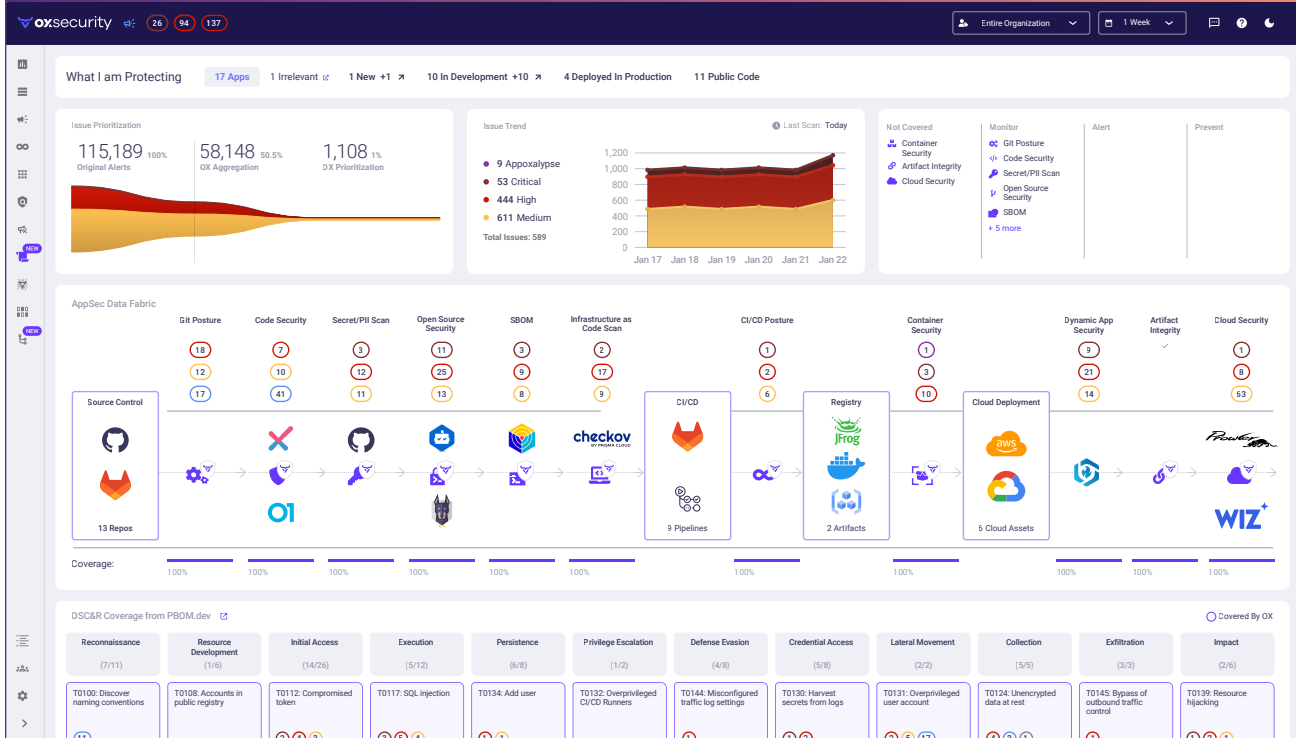 oxsecurity 26 94 137 Entire Organization 1 Week
What I am Protecting 17 Apps 1 Irrelevant 1 New +1 10 In Development +10 4 Deployed In Production 11 Public Code
Issue Prioritization
115,189 100% 58,148 50.5% 1,108 1%
Original Alerts OX Aggregation OX Prioritization
Issue Trend Last Scan: Today
9 Appoxalypse
53 Critical
444 High
611 Medium
Total Issues: 589
1,200
1,000
800
600
400
200
0
Jan 17 Jan 18 Jan 19 Jan 20 Jan 21 Jan 22
Not Covered Monitor Alert Prevent
Container
Security
Artifact Integrity
Cloud Security
Git Posture
Code Security
Secret/PII Scan
Open Source
Security
SBOM
+ 5 more
NEW
NEW
AppSec Data Fabric
Git Posture Code Security Secret/PII Scan Open Source Security SBOM Infrastructure as Code Scan CI/CD Posture Container Security Dynamic App Security Artifact Integrity Cloud Security
18 7 3 11 3 2 1 1 9 1
12 10 12 25 9 17 2 3 21 8
17 41 11 13 8 9 6 10 14 63
Source Control CI/CD Registry Cloud Deployment
checkov
BY PRISMA CLOUD
JFrog
aws
Prowler
O1
WIZ
13 Repos 9 Pipelines 2 Artifacts 6 Cloud Assets
Coverage:
100% 100% 100% 100% 100% 100% 100% 100% 100% 100% 100%
OSC&R Coverage from PBOM.dev Covered By OX
Reconnaissance Resource Development Initial Access Execution Persistence Privilege Escalation Defense Evasion Credential Access Lateral Movement Collection Exfiltration Impact
(7/11) (1/6) (14/26) (5/12) (6/8) (1/2) (4/8) (5/8) (2/2) (5/5) (3/3) (2/6)
T0100: Discover
naming conventions
T0108: Accounts in
public registry
T0112: Compromised
token
T0117: SQL injection
T0134: Add user
T0132: Overprivileged
CI/CD Runners
T0144: Misconfigured
traffic log settings
T0130: Harvest
secrets from logs
T0131: Overprivileged
user account
T0124: Unencrypted
data at rest
T0145: Bypass of
outbound traffic
control
T0139: Resource
hijacking